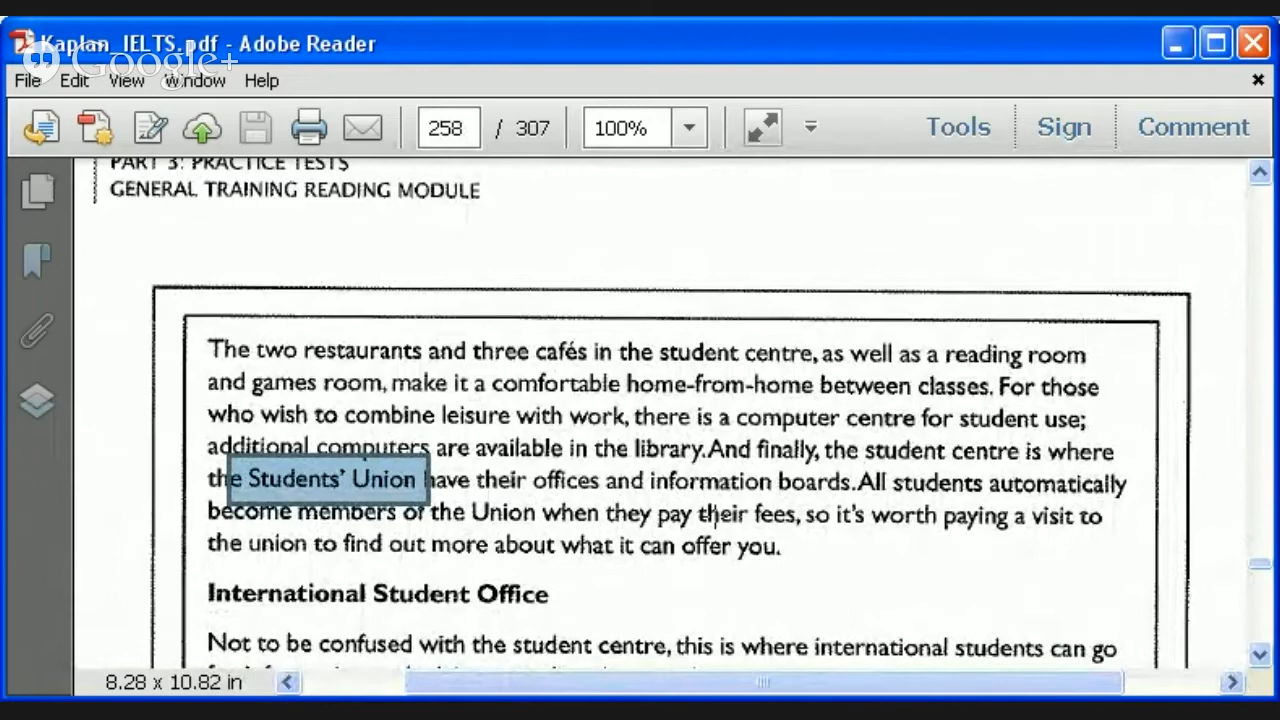 Kaplan_IELTS.pdf - Adobe Reader
Google+
File Edit View Window Help
258 / 307 100% Tools Sign Comment
PART 3: PRACTICE TESTS
GENERAL TRAINING READING MODULE
The two restaurants and three cafés in the student centre, as well as a reading room
and games room, make it a comfortable home-from-home between classes. For those
who wish to combine leisure with work, there is a computer centre for student use;
additional computers are available in the library. And finally, the student centre is where
the Students' Union have their offices and information boards. All students automatically
become members of the Union when they pay their fees, so it's worth paying a visit to
the union to find out more about what it can offer you.
International Student Office
Not to be confused with the student centre, this is where international students can go
8.28 x 10.82 in